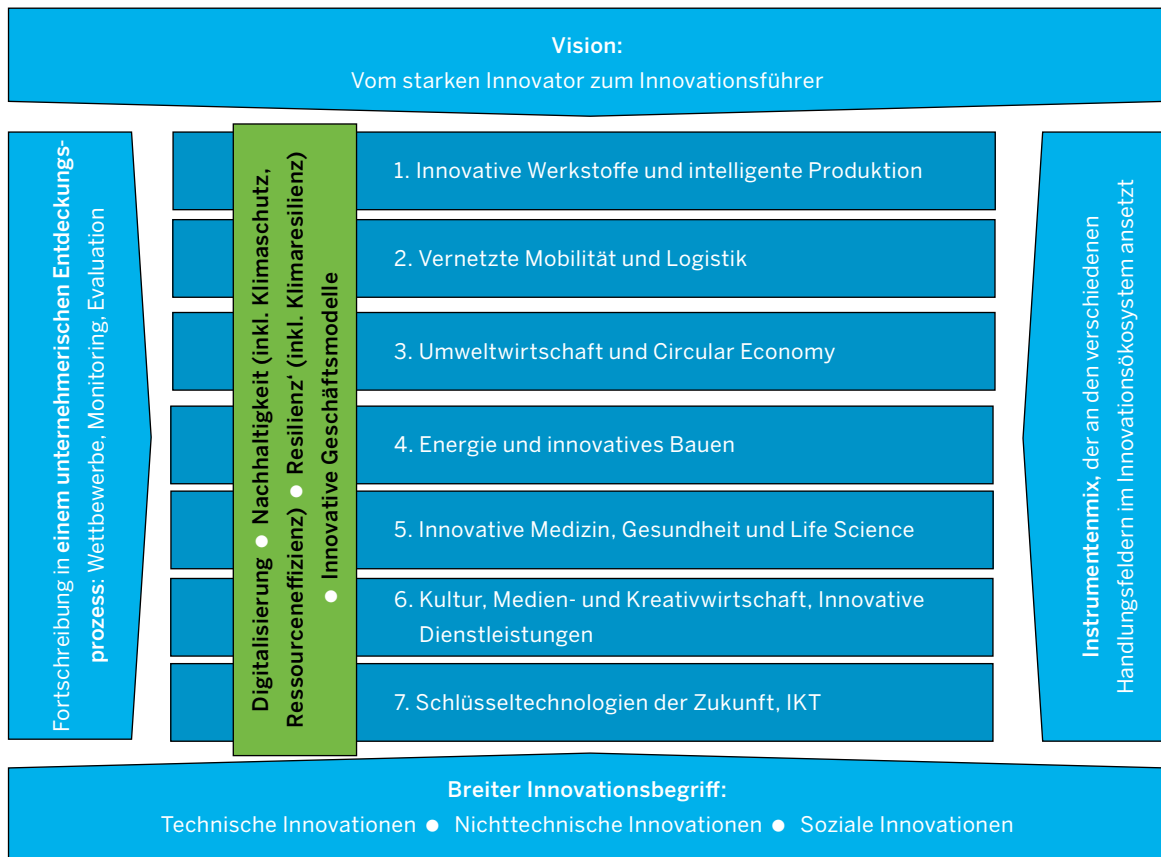 Vision:
Vom starken Innovator zum Innovationsführer
Fortschreibung in einem unternehmerischen Entdeckungs-
prozess: Wettbewerbe, Monitoring, Evaluation
Digitalisierung ● Nachhaltigkeit (inkl. Klimaschutz,
Ressourceneffizienz) ● Resilienz‘ (inkl. Klimaresilienz)
● Innovative Geschäftsmodelle
1. Innovative Werkstoffe und intelligente Produktion
2. Vernetzte Mobilität und Logistik
3. Umweltwirtschaft und Circular Economy
4. Energie und innovatives Bauen
5. Innovative Medizin, Gesundheit und Life Science
6. Kultur, Medien- und Kreativwirtschaft, Innovative
Dienstleistungen
7. Schlüsseltechnologien der Zukunft, IKT
Instrumentenmix, der an den verschiedenen
Handlungsfeldern im Innovationsökosystem ansetzt
Breiter Innovationsbegriff:
Technische Innovationen ● Nichttechnische Innovationen ● Soziale Innovationen